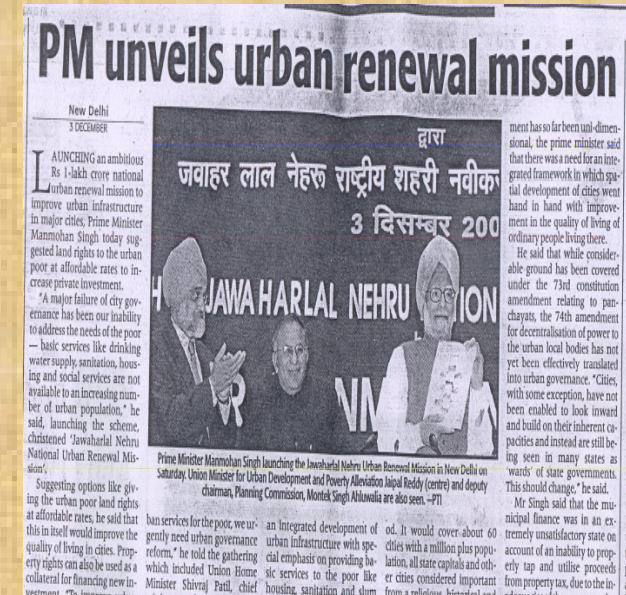 PM unveils urban renewal mission
New Delhi
3 DECEMBER
LAUNCHING an ambitious
Rs 1-lakh crore national
urban renewal mission to
improve urban infrastructure
in major cities, Prime Minister
Manmohan Singh today sug-
gested land rights to the urban
poor at affordable rates to in-
crease private investment.
"A major failure of city gov-
ernance has been our inability
to address the needs of the poor
— basic services like drinking
water supply, sanitation, hous-
ing and social services are not
available to an increasing num-
ber of urban population," he
said, launching the scheme,
christened 'Jawaharlal Nehru
National Urban Renewal Mis-
sion'.
Suggesting options like giv-
ing the urban poor land rights
at affordable rates, he said that
this in itself would improve the
quality of living in cities. Prop-
erty rights can also be used as a
collateral for financing new in-
vestment. "To improve
द्वारा
जवाहर लाल नेहरू राष्ट्रीय शहरी नवीक
3 दिसम्बर 200
H JAWAHARLAL NEHRU ION
R NM
Prime Minister Manmohan Singh launching the Jawaharlal Nehru Urban Renewal Mission in New Delhi on
Saturday. Union Minister for Urban Development and Poverty Alleviation Jaipal Reddy (centre) and deputy
chairman, Planning Commission, Montek Singh Ahluwalia are also seen. —PTI
ban services for the poor, we ur-
gently need urban governance
reform," he told the gathering
which included Union Home
Minister Shivraj Patil, chief
an integrated development of
urban infrastructure with spe-
cial emphasis on providing ba-
sic services to the poor like
housing, sanitation and slum
od. It would cover about 60
cities with a million plus popu-
lation, all state capitals and oth-
er cities considered important
from a religious, historical and
ment has so far been uni-dimen-
sional, the prime minister said
that there was a need for an inte-
grated framework in which spa-
tial development of cities went
hand in hand with improve-
ment in the quality of living of
ordinary people living there.
He said that while consider-
able ground has been covered
under the 73rd constitution
amendment relating to pan-
chayats, the 74th amendment
for decentralisation of power to
the urban local bodies has not
yet been effectively translated
into urban governance. "Cities,
with some exception, have not
been enabled to look inward
and build on their inherent ca-
pacities and instead are still be-
ing seen in many states as
'wards' of state governments.
This should change," he said.
Mr Singh said that the mu-
nicipal finance was in an ex-
tremely unsatisfactory state on
account of an inability to prop-
erly tap and utilise proceeds
from property tax, due to the in-